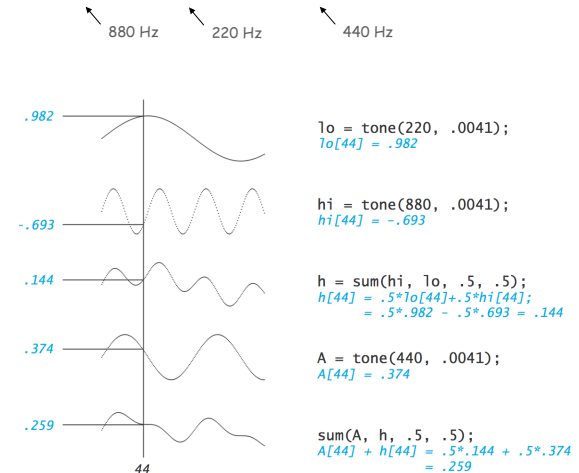 880 Hz
220 Hz
440 Hz
.982
lo = tone(220, .0041);
lo[44] = .982
-.693
hi = tone(880, .0041);
hi[44] = -.693
.144
h = sum(hi, lo, .5, .5);
h[44] = .5*lo[44]+.5*hi[44];
= .5*.982 - .5*.693 = .144
.374
A = tone(440, .0041);
A[44] = .374
.259
sum(A, h, .5, .5);
A[44] + h[44] = .5*.144 + .5*.374
= .259
44